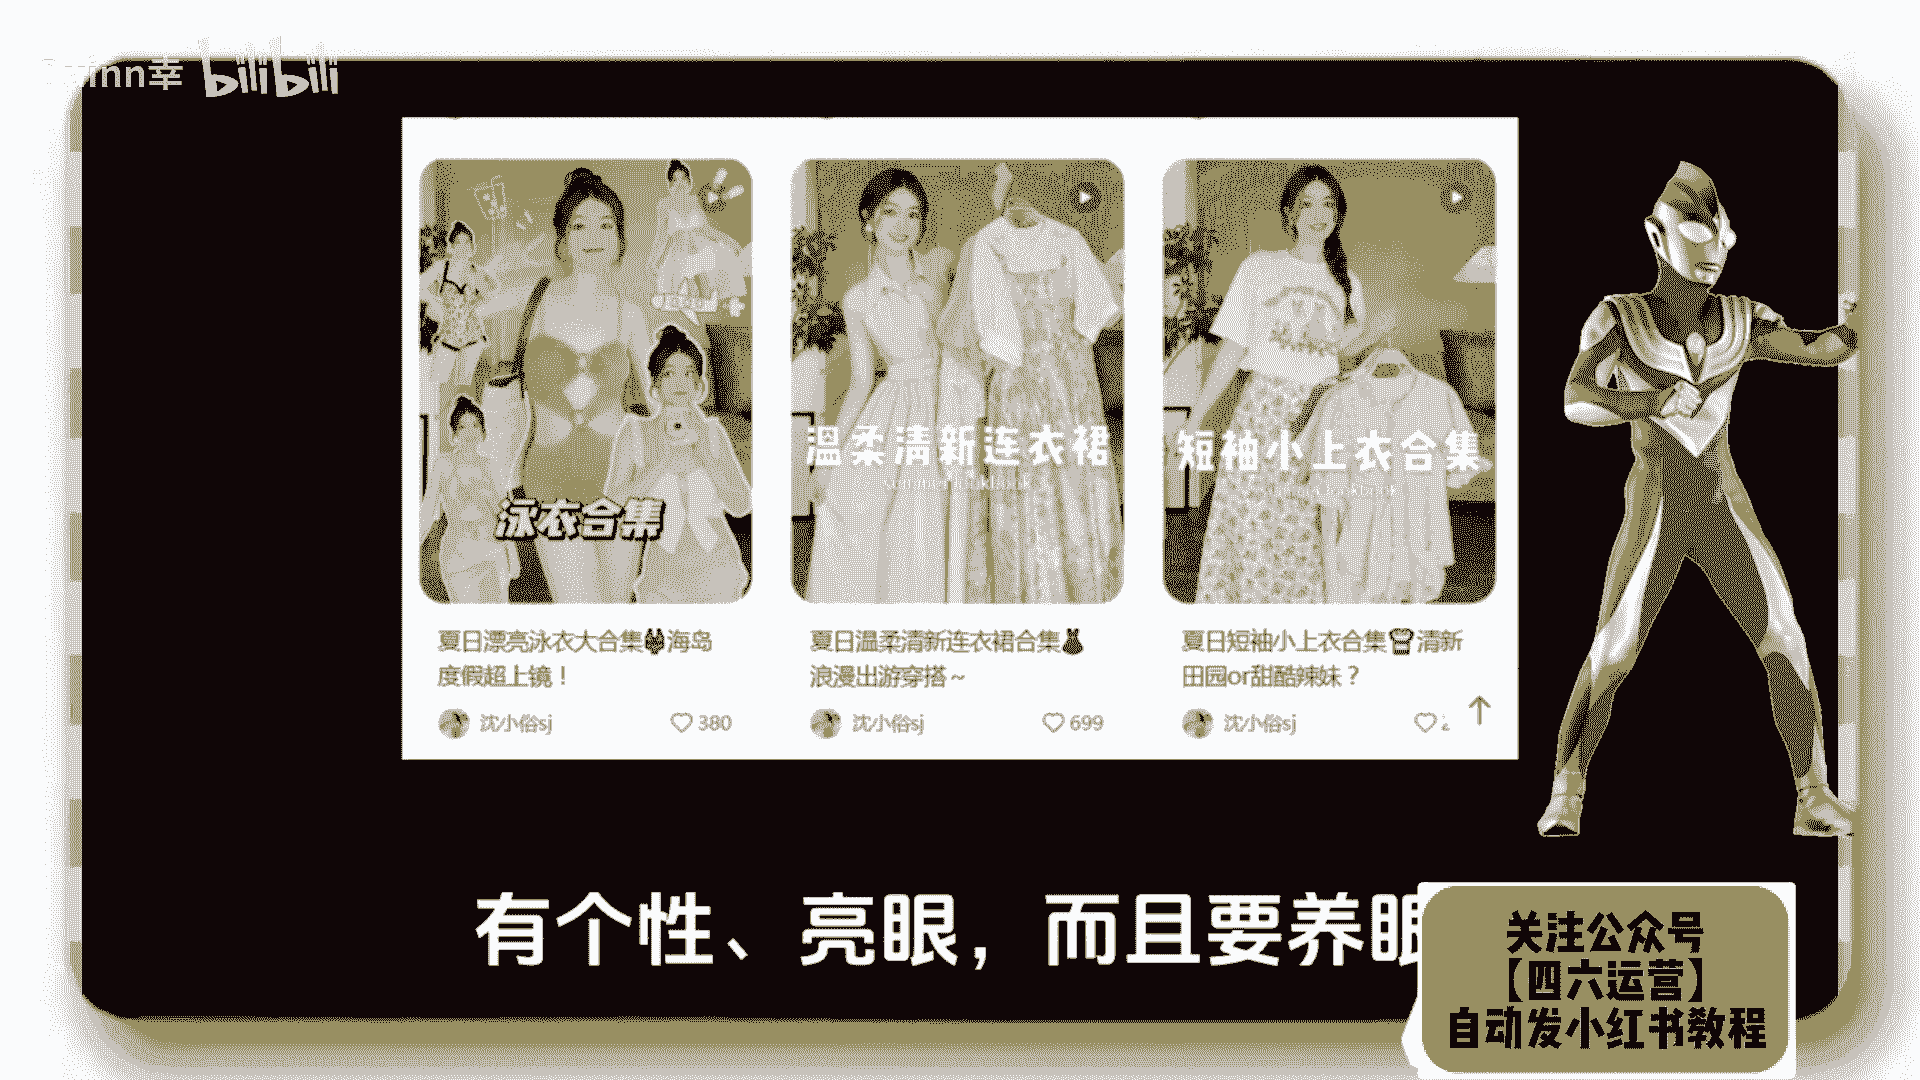 inn幸 bilibili
泳衣合集
温柔清新连衣裙
短袖小上衣合集
夏日漂亮泳衣大合集👙海岛
度假超上镜！
沈小俗sj
380
夏日温柔清新连衣裙合集👗
浪漫出游穿搭～
沈小俗sj
699
夏日短袖小上衣合集👚清新
田园or甜酷辣妹？
沈小俗sj
有个性、亮眼，而且要养眼
关注公众号
【四六运营】
自动发小红书教程